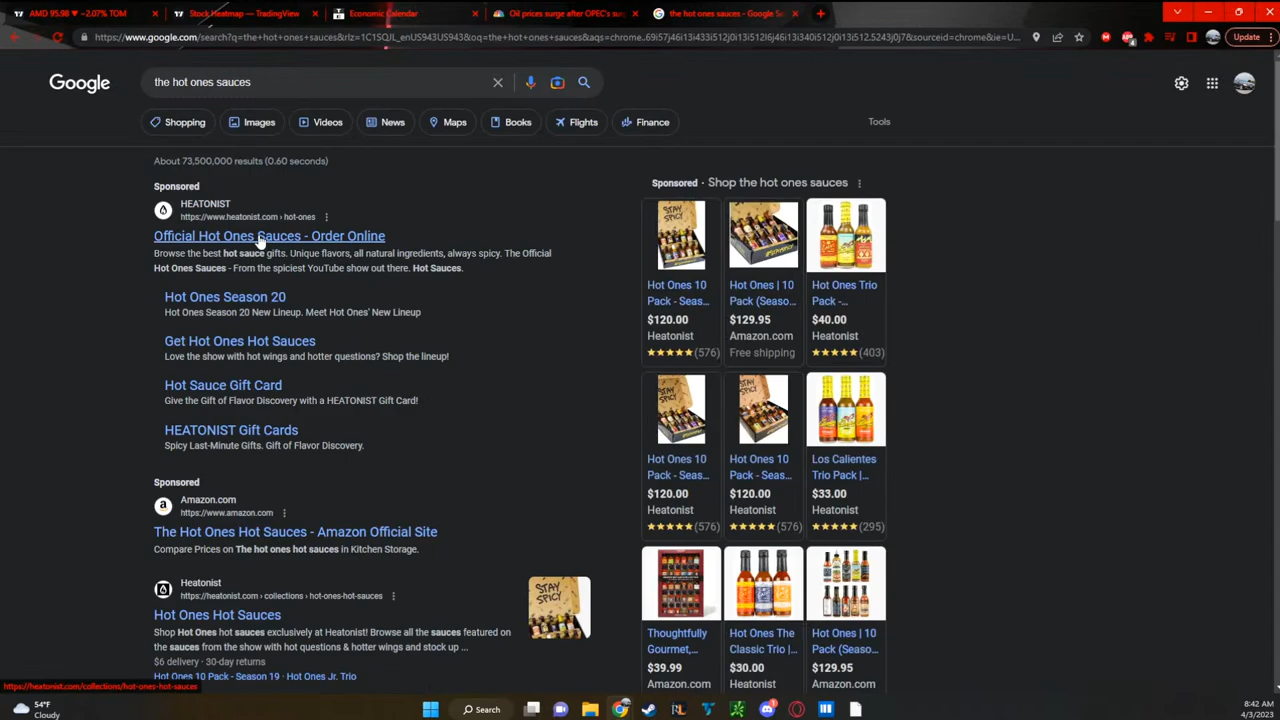 AMD 95.98 ▼ −2.07% TOM
Stock Heatmap — TradingView
Economic Calendar
Oil prices surge after OPEC's su
the hot ones sauces - Google Se
Google
the hot ones sauces
Update
Shopping
Images
Videos
News
Maps
Books
Flights
Finance
Tools
About 73,500,000 results (0.60 seconds)
Sponsored
HEATONIST
https://www.heatonist.com › hot-ones
Official Hot Ones Sauces - Order Online
Browse the best hot sauce gifts. Unique flavors, all natural ingredients, always spicy. The Official
Hot Ones Sauces - From the spiciest YouTube show out there. Hot Sauces.
Hot Ones Season 20
Hot Ones Season 20 New Lineup. Meet Hot Ones' New Lineup
Get Hot Ones Hot Sauces
Love the show with hot wings and hotter questions? Shop the lineup!
Hot Sauce Gift Card
Give the Gift of Flavor Discovery with a HEATONIST Gift Card!
HEATONIST Gift Cards
Spicy Last-Minute Gifts. Gift of Flavor Discovery.
Sponsored
Amazon.com
https://www.amazon.com
The Hot Ones Hot Sauces - Amazon Official Site
Compare Prices on The hot ones hot sauces in Kitchen Storage.
Heatonist
https://heatonist.com › collections › hot-ones-hot-sauces
Hot Ones Hot Sauces
Shop Hot Ones hot sauces exclusively at Heatonist! Browse all the sauces featured on
the sauces from the show with hot questions & hotter wings and stock up ...
$6 delivery · 30-day returns
Hot Ones 10 Pack - Season 19 · Hot Ones Jr. Trio
STAY
SPICY
Sponsored · Shop the hot ones sauces
Hot Ones 10
Pack - Seas...
$120.00
Heatonist
★★★★★ (576)
Hot Ones | 10
Pack (Seaso...
$129.95
Amazon.com
Free shipping
Hot Ones Trio
Pack -...
$40.00
Heatonist
★★★★★ (403)
Hot Ones 10
Pack - Seas...
$120.00
Heatonist
★★★★★ (576)
Hot Ones 10
Pack - Seas...
$120.00
Heatonist
★★★★★ (576)
Los Calientes
Trio Pack |...
$33.00
Heatonist
★★★★★ (295)
Thoughtfully
Gourmet,...
$39.99
Amazon.com
Hot Ones The
Classic Trio |...
$30.00
Heatonist
Hot Ones | 10
Pack (Seaso...
$129.95
Amazon.com
https://heatonist.com/collections/hot-ones-hot-sauces
54°F
Cloudy
Search
8:42 AM
4/3/2023